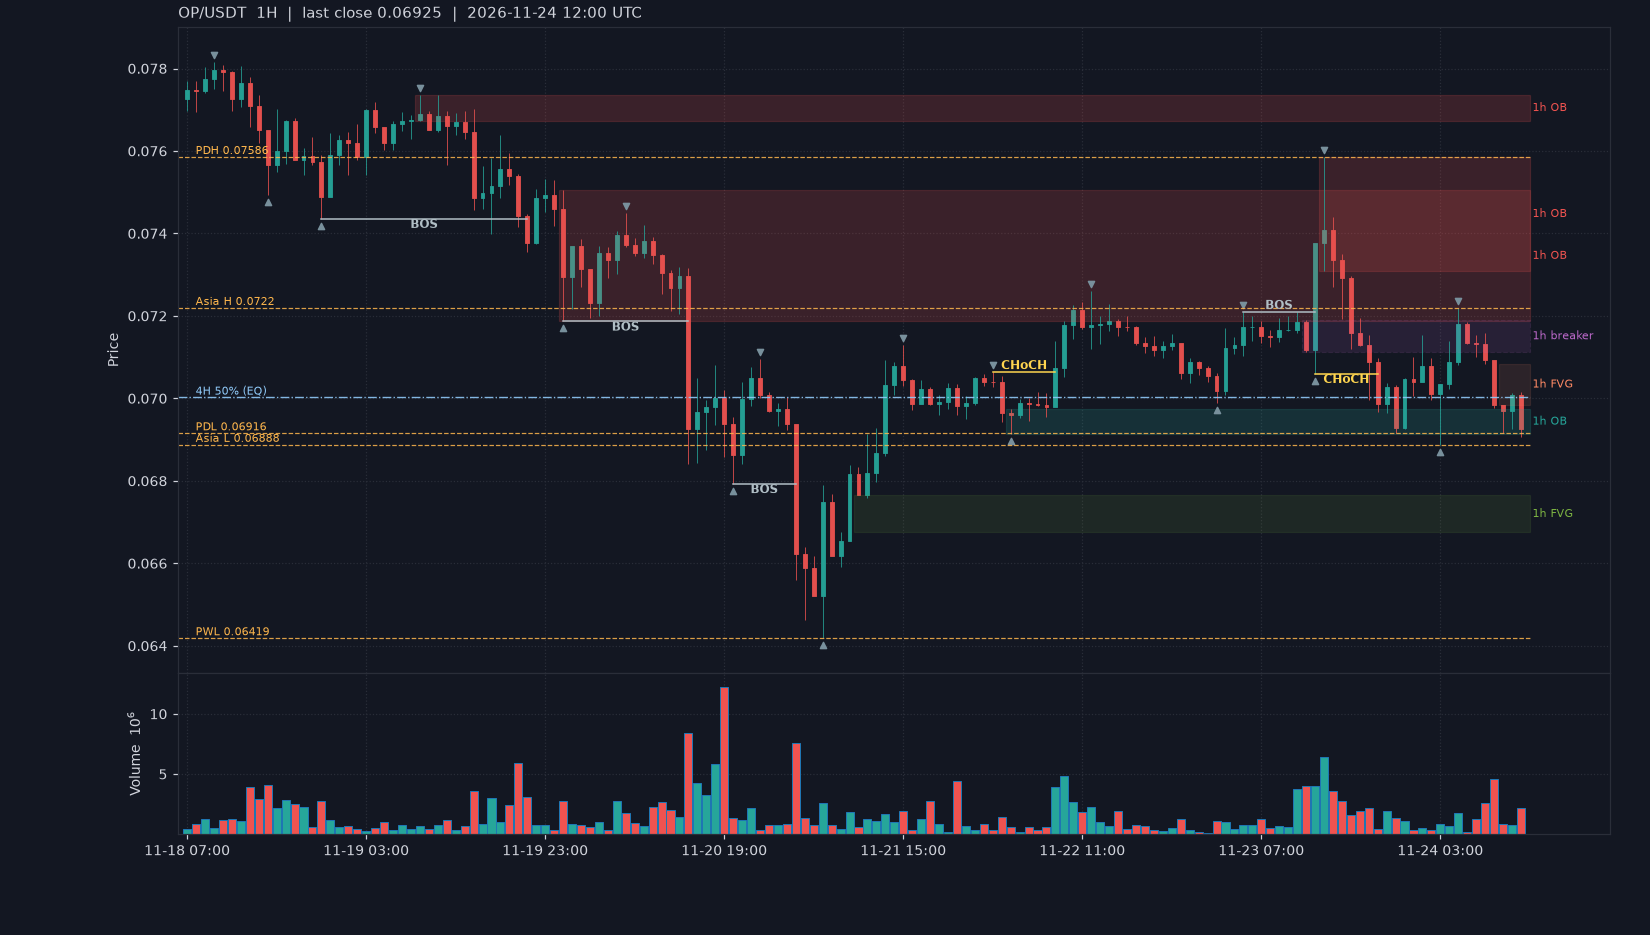 OP/USDT 1H | last close 0.06925 | 2026-11-24 12:00 UTC
0.078
1h OB
0.076
PDH 0.07586
BOS
0.074
1h OB
1h OB
Asia H 0.0722
BOS
0.072
BOS
1h breaker
Price
CHoCH
CHoCH
1h FVG
4H 50% (EQ)
0.070
1h OB
PDL 0.06916
Asia L 0.06888
0.068
BOS
1h FVG
0.066
PWL 0.06419
0.064
Volume 10⁶
10
5
11-18 07:00
11-19 03:00
11-19 23:00
11-20 19:00
11-21 15:00
11-22 11:00
11-23 07:00
11-24 03:00